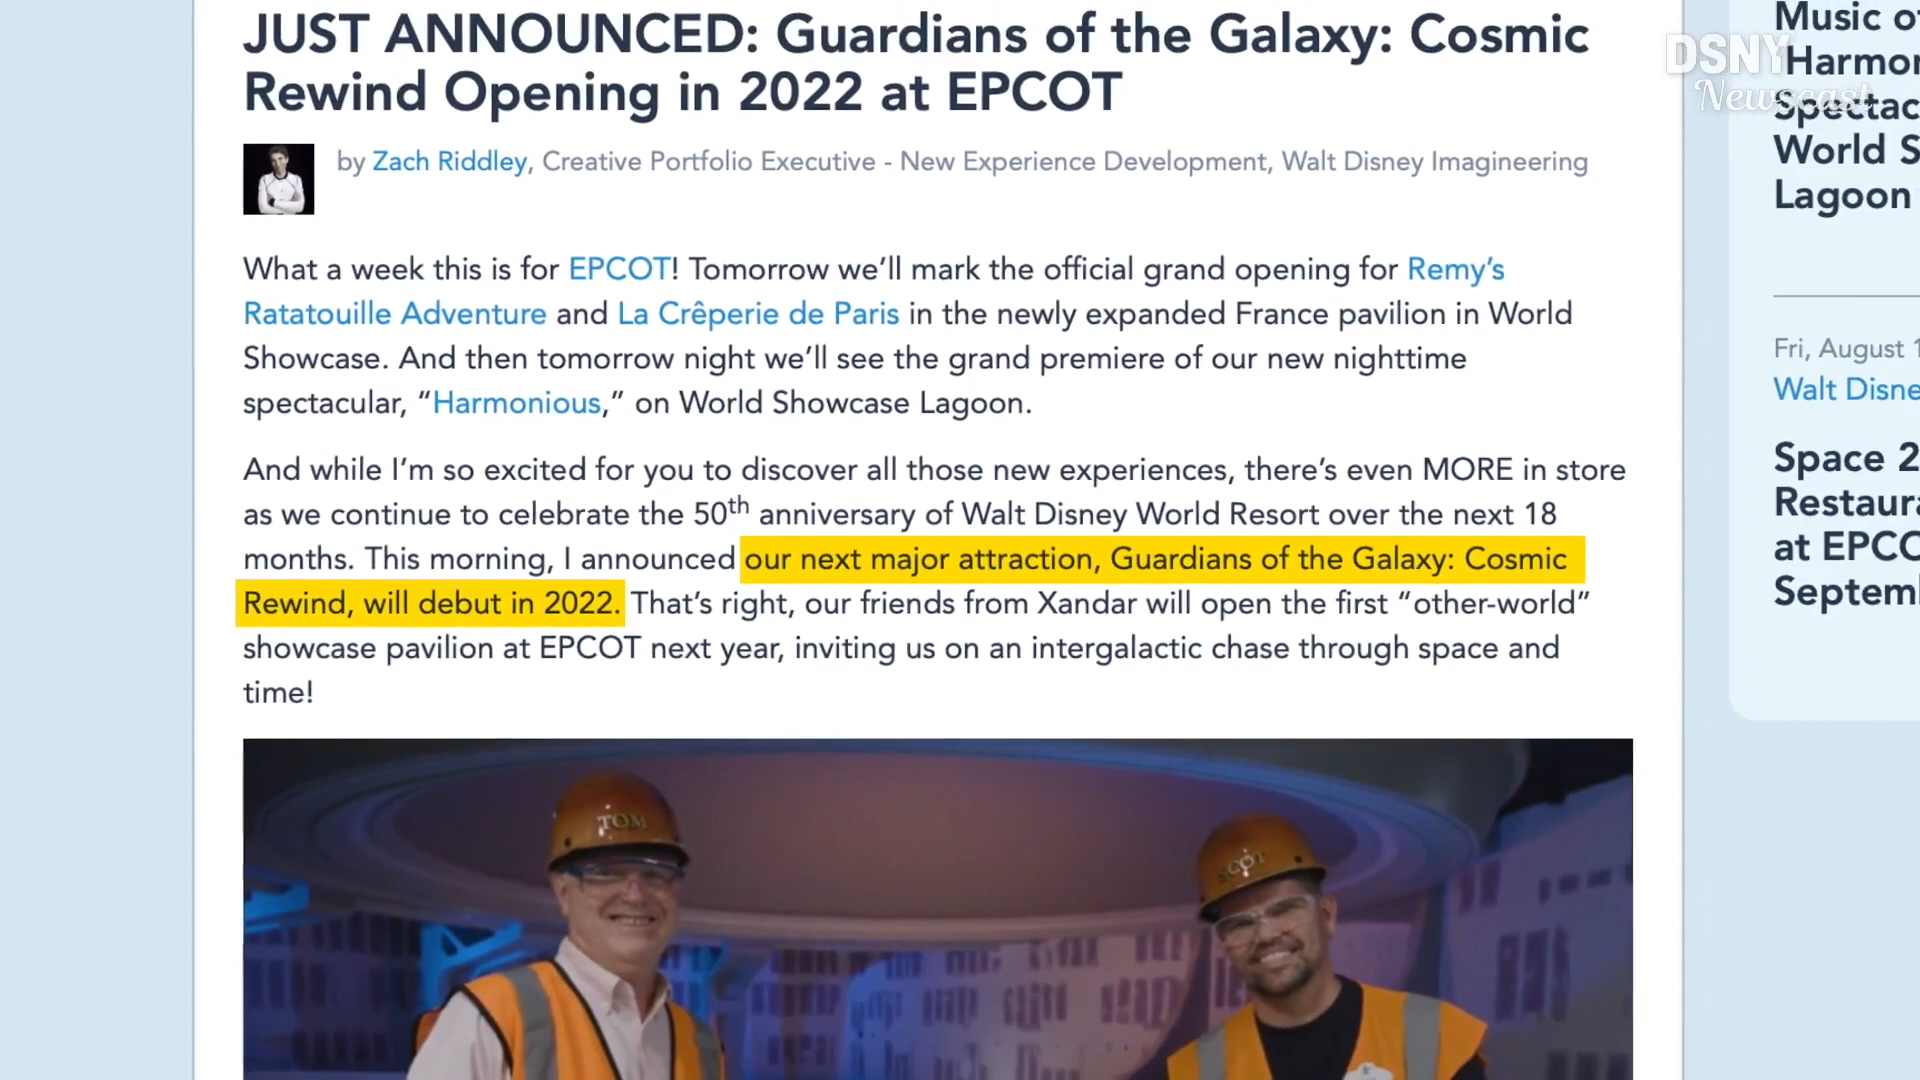 JUST ANNOUNCED: Guardians of the Galaxy: Cosmic
Rewind Opening in 2022 at EPCOT
by Zach Riddley, Creative Portfolio Executive - New Experience Development, Walt Disney Imagineering
What a week this is for EPCOT! Tomorrow we’ll mark the official grand opening for Remy’s
Ratatouille Adventure and La Crêperie de Paris in the newly expanded France pavilion in World
Showcase. And then tomorrow night we’ll see the grand premiere of our new nighttime
spectacular, “Harmonious,” on World Showcase Lagoon.
And while I’m so excited for you to discover all those new experiences, there’s even MORE in store
as we continue to celebrate the 50th anniversary of Walt Disney World Resort over the next 18
months. This morning, I announced our next major attraction, Guardians of the Galaxy: Cosmic
Rewind, will debut in 2022. That’s right, our friends from Xandar will open the first “other-world”
showcase pavilion at EPCOT next year, inviting us on an intergalactic chase through space and
time!
TOM
SCOT
Music of
‘Harmon
Spectac
World S
Lagoon
Fri, August 1
Walt Disne
Space 2
Restaura
at EPCO
Septem
DSNY
Newscast